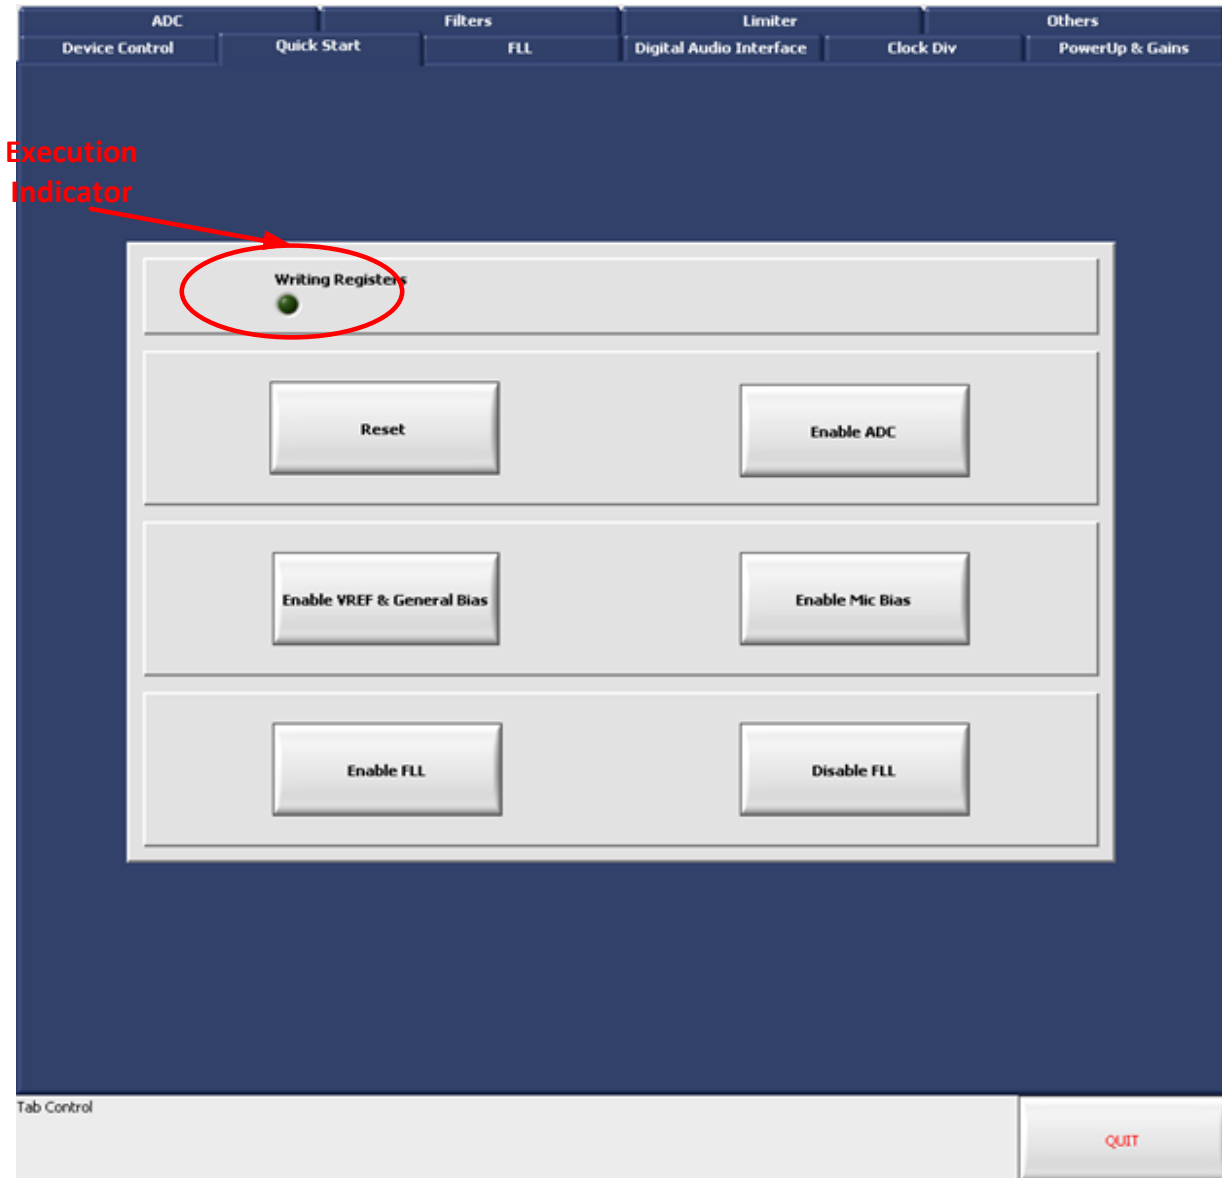 ADC Filters Limiter Others
Device Control Quick Start FLL Digital Audio Interface Clock Div PowerUp & Gains
Execution
Indicator
Writing Registers
Reset Enable ADC
Enable VREF & General Bias Enable Mic Bias
Enable FLL Disable FLL
Tab Control
QUIT